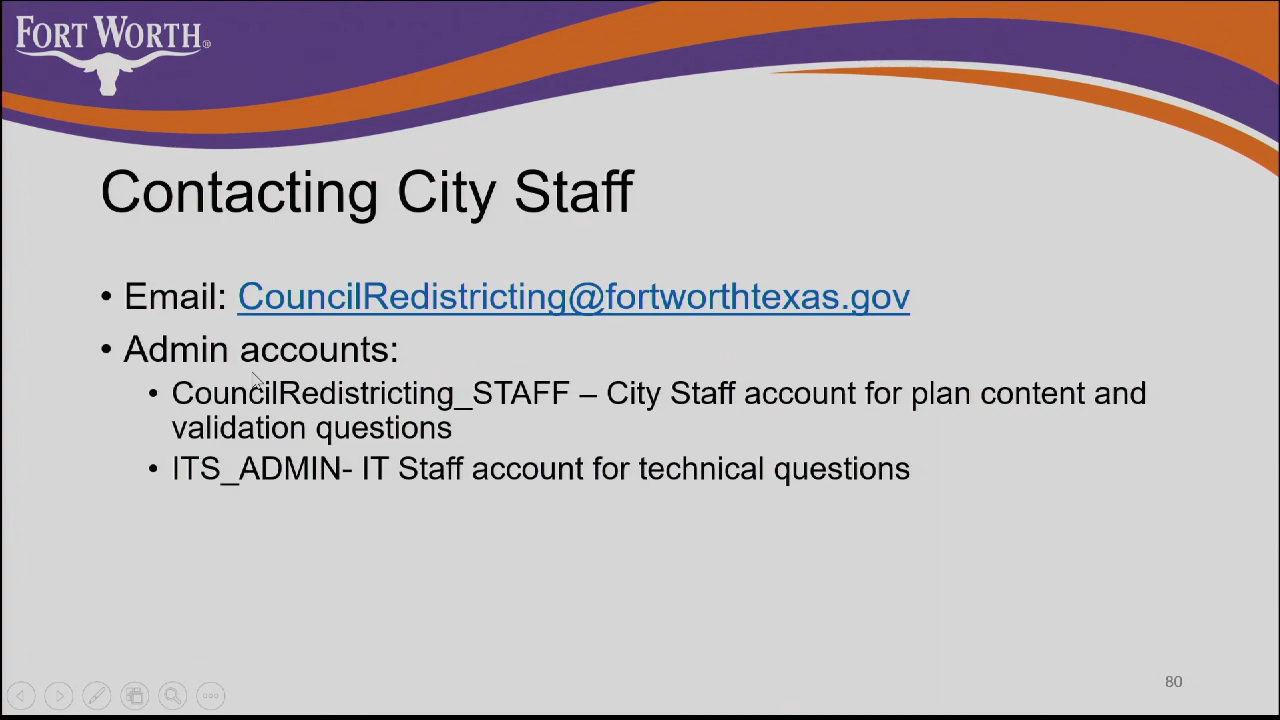 FORT WORTH®
Contacting City Staff
• Email: CouncilRedistricting@fortworthtexas.gov
• Admin accounts:
• CouncilRedistricting_STAFF – City Staff account for plan content and
validation questions
• ITS_ADMIN- IT Staff account for technical questions
80